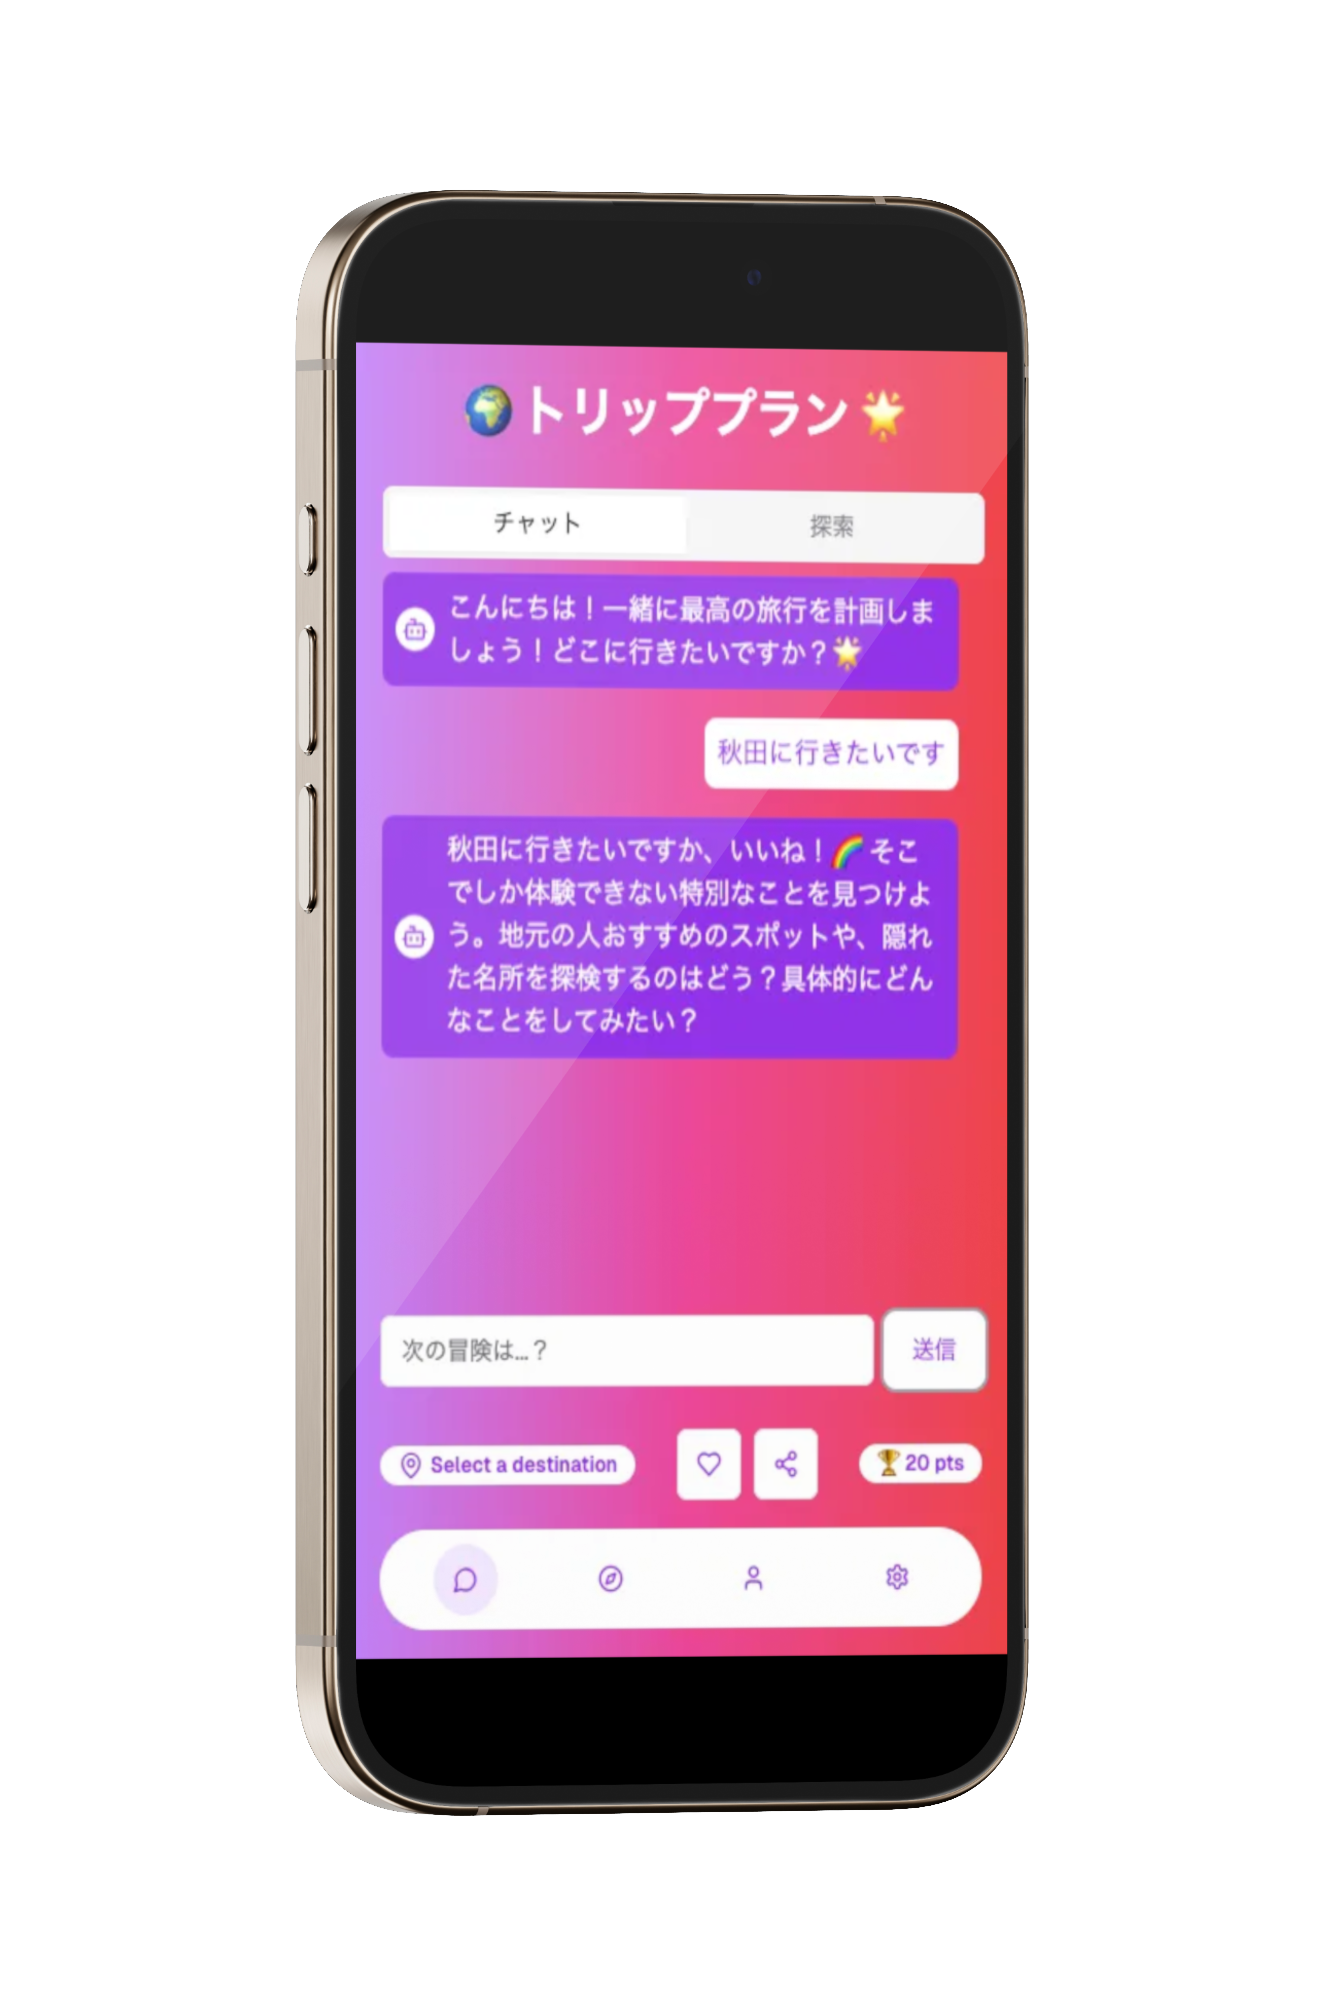 🌍 トリッププラン 🌟
チャット
探索
こんにちは！一緒に最高の旅行を計画しま
しょう！どこに行きたいですか？🌟
秋田に行きたいです
秋田に行きたいですか、いいね！🌈 そこ
でしか体験できない特別なことを見つけよ
う。地元の人おすすめのスポットや、隠れ
た名所を探検するのはどう？具体的にどん
なことをしてみたい？
次の冒険は...？
送信
Select a destination
🏆 20 pts